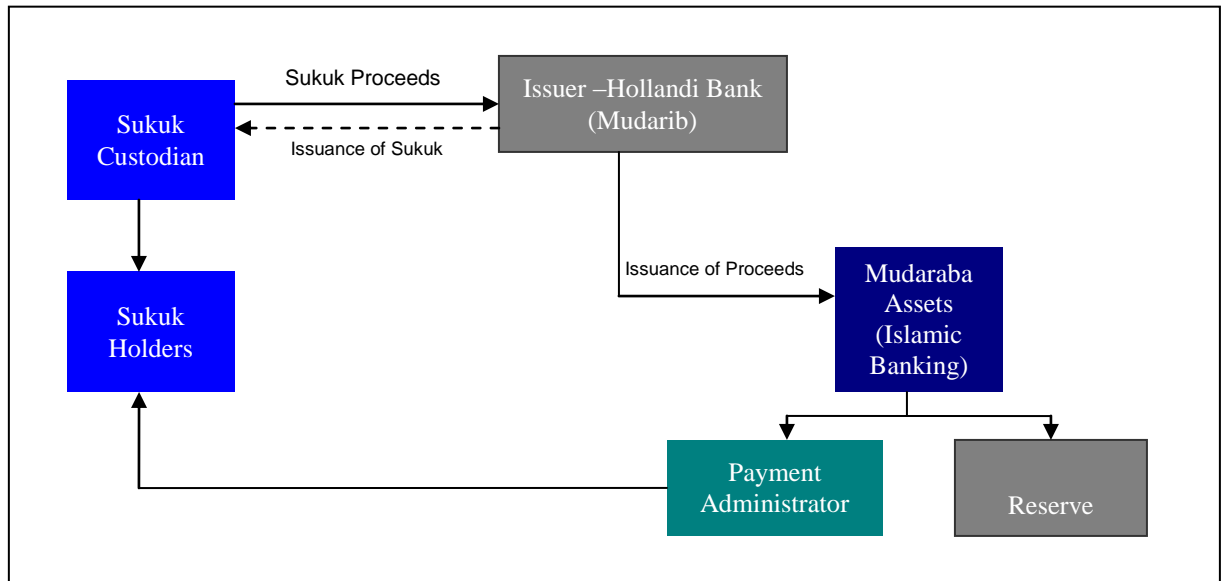 Sukuk Proceeds
Issuer –Hollandi Bank
(Mudarib)
Sukuk
Custodian
Issuance of Sukuk
Issuance of Proceeds
Mudaraba
Assets
(Islamic
Banking)
Sukuk
Holders
Payment
Administrator
Reserve